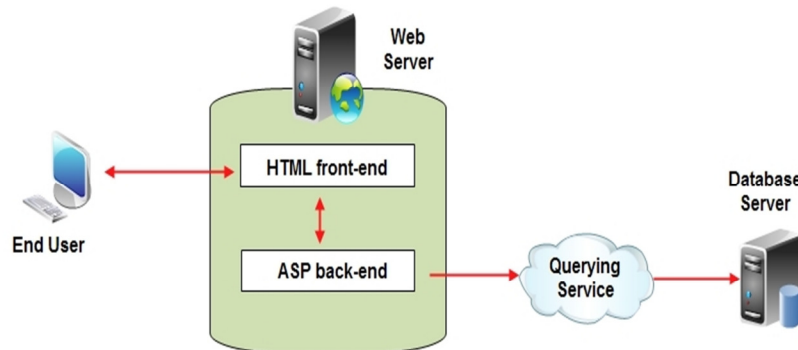 Web
Server
HTML front-end
End User
ASP back-end
Querying
Service
Database
Server